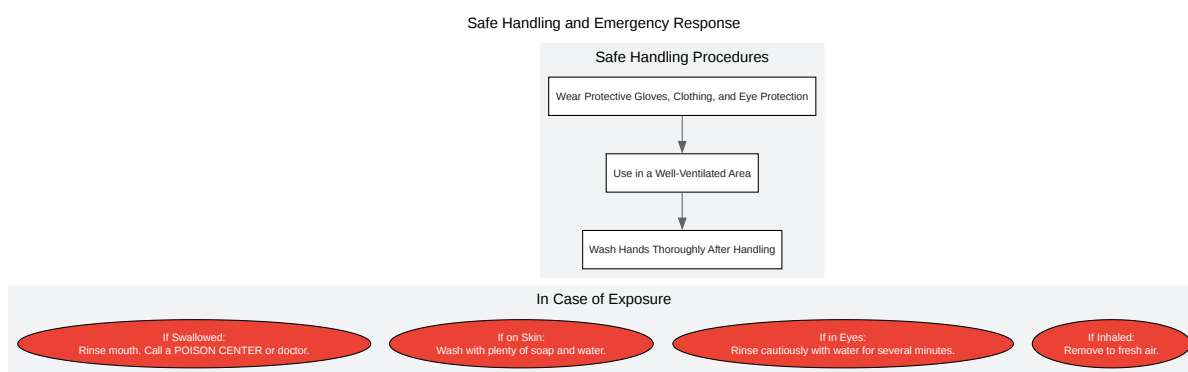 Safe Handling and Emergency Response
Safe Handling Procedures
Wear Protective Gloves, Clothing, and Eye Protection
Use in a Well-Ventilated Area
Wash Hands Thoroughly After Handling
In Case of Exposure
If Swallowed:
Rinse mouth. Call a POISON CENTER or doctor.
If on Skin:
Wash with plenty of soap and water.
If in Eyes:
Rinse cautiously with water for several minutes.
If Inhaled:
Remove to fresh air.